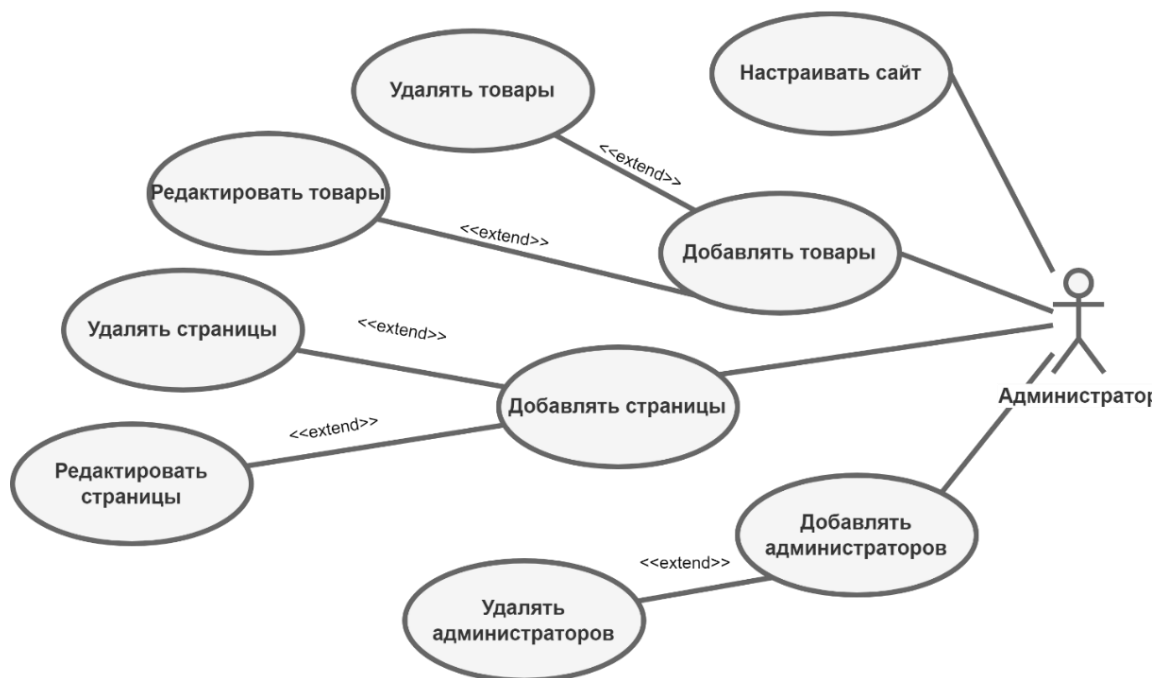 Настраивать сайт
Удалять товары
<<extend>>
Редактировать товары
<<extend>>
Добавлять товары
Удалять страницы
<<extend>>
Добавлять страницы
Администратор
<<extend>>
Редактировать
страницы
Добавлять
администраторов
<<extend>>
Удалять
администраторов